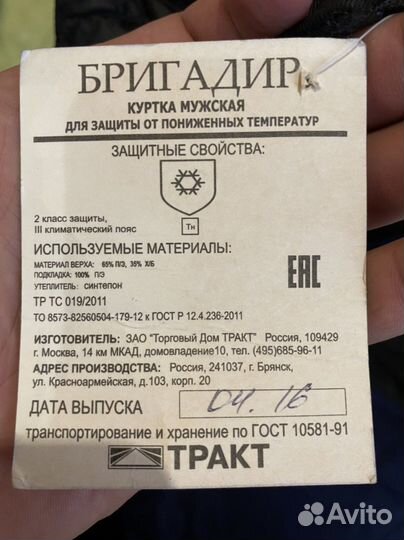 БРИГАДИР
КУРТКА МУЖСКАЯ
ДЛЯ ЗАЩИТЫ ОТ ПОНИЖЕННЫХ ТЕМПЕРАТУР
ЗАЩИТНЫЕ СВОЙСТВА:
Тн
2 класс защиты,
III климатический пояс
ИСПОЛЬЗУЕМЫЕ МАТЕРИАЛЫ:
МАТЕРИАЛ ВЕРХА: 65% П/Э, 35% Х/Б
ПОДКЛАДКА: 100% П/Э
УТЕПЛИТЕЛЬ: синтепон
ЕАС
ТР ТС 019/2011
ТО 8573-82560504-179-12 к ГОСТ Р 12.4.236-2011
ИЗГОТОВИТЕЛЬ: ЗАО "Торговый Дом ТРАКТ" Россия, 109429
г. Москва, 14 км МКАД, домовладение10, тел. (495)685-96-11
АДРЕС ПРОИЗВОДСТВА: Россия, 241037, г. Брянск,
ул. Красноармейская, д.103, корп. 20
ДАТА ВЫПУСКА 04. 16
транспортирование и хранение по ГОСТ 10581-91
ТРАКТ
Avito